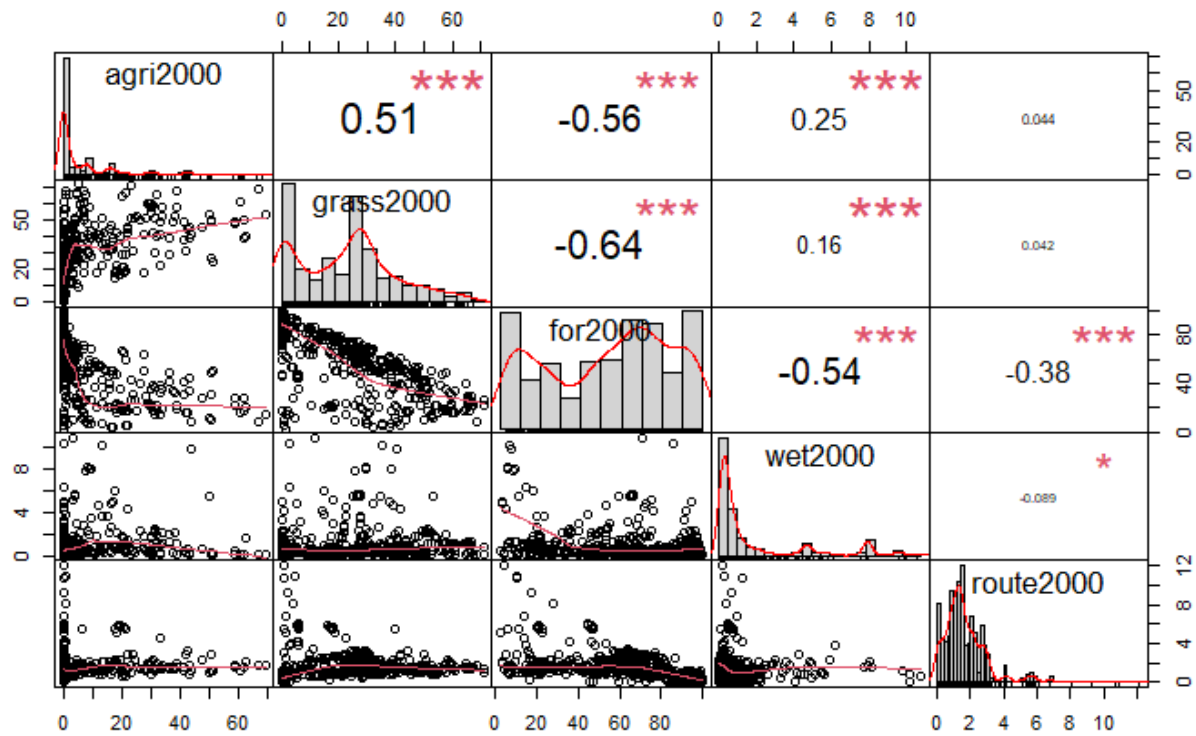 0 20 40 60 0 2 4 6 8 10
agri2000 *** *** ***
0.51 -0.56 0.25 0.044
0 20 50
grass2000 *** ***
-0.64 0.16 0.042
0 20 50
for2000 *** ***
-0.54 -0.38
0 40 80
wet2000 *
-0.089
0 4 8
route2000
0 4 8 12
0 20 40 60 0 20 40 60 80 0 2 4 6 8 10